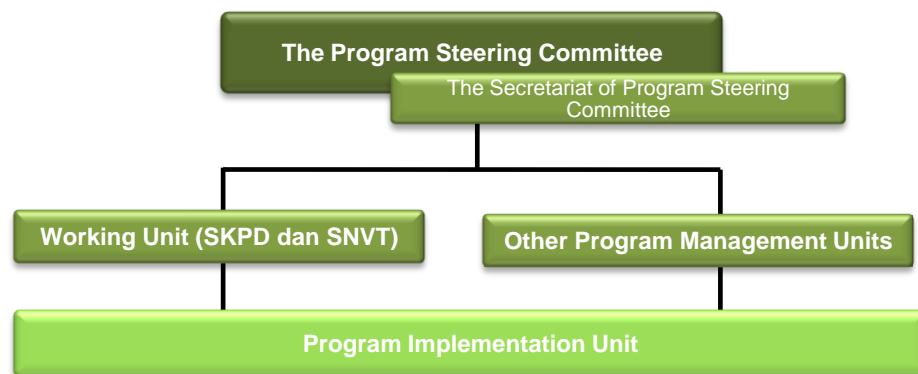 The Program Steering Committee
The Secretariat of Program Steering
Committee
Working Unit (SKPD dan SNVT)
Other Program Management Units
Program Implementation Unit